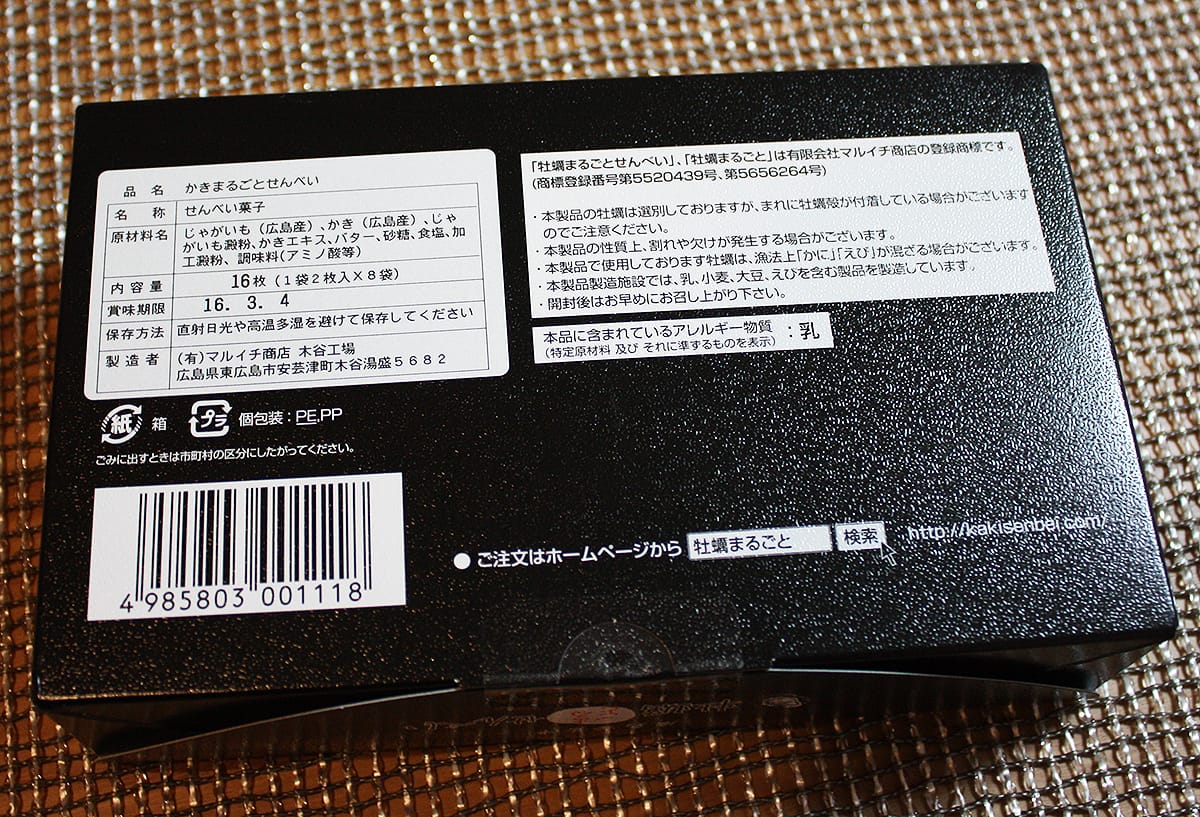 品名 かきまるごとせんべい
名称 せんべい菓子
原材料名 じゃがいも（広島産）、かき（広島産）、じゃ
がいも澱粉、かきエキス、バター、砂糖、食塩、加
工澱粉、調味料(アミノ酸等)
内容量 16枚（1袋2枚入×8袋）
賞味期限 16. 3. 4
保存方法 直射日光や高温多湿を避けて保存してください
製造者 (有)マルイチ商店 木谷工場
広島県東広島市安芸津町木谷湯盛5682
紙 箱 プラ 個包装：PE,PP
ごみに出すときは市町村の区分にしたがってください。
4 985803 001118
「牡蠣まるごとせんべい」、「牡蠣まるごと」は有限会社マルイチ商店の登録商標です。
(商標登録番号第5520439号、第5656264号)
・本製品の牡蠣は選別しておりますが、まれに牡蠣殻が付着している場合がございます
のでご注意ください。
・本製品の性質上、割れや欠けが発生する場合がございます。
・本製品で使用しております牡蠣は、漁法上「かに」「えび」が混ざる場合がございます。
・本製品製造施設では、乳、小麦、大豆、えびを含む製品を製造しています。
・開封後はお早めにお召し上がり下さい。
本品に含まれているアレルギー物質 ：乳
(特定原材料 及び それに準ずるものを表示)
●ご注文はホームページから 牡蠣まるごと 検索 http://kakisenbei.com/